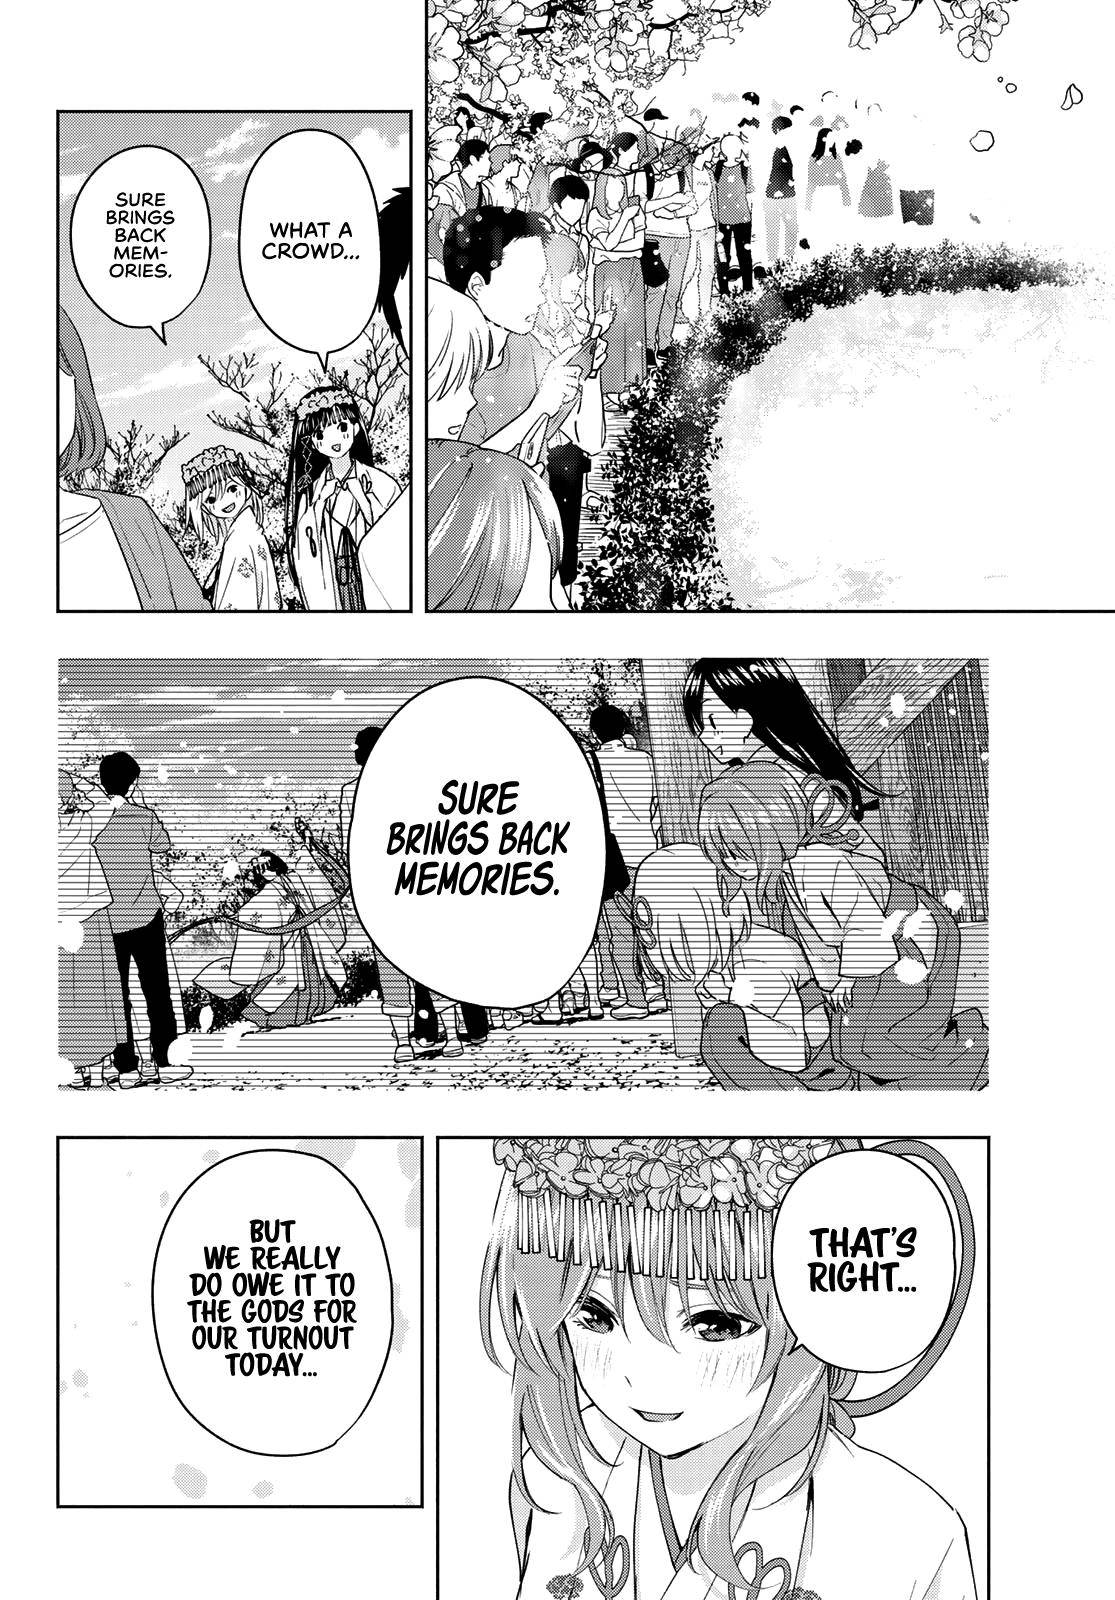 WHAT A
CROWD...
SURE
BRINGS
BACK
MEM-
ORIES.
SURE
BRINGS BACK
MEMORIES.
THAT'S
RIGHT...
BUT
WE REALLY
DO OWE IT TO
THE GODS FOR
OUR TURNOUT
TODAY...